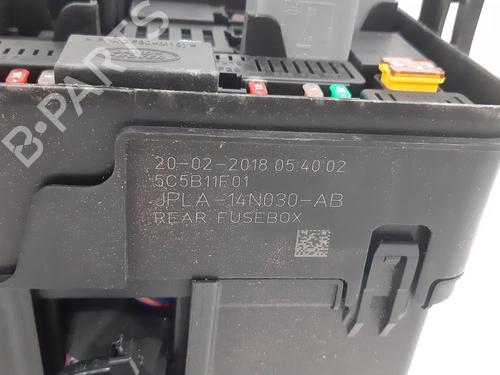 20-02-2018 05:40:02
5C5B11F01
JPLA-14N030-AB
REAR FUSEBOX
B-PARTS